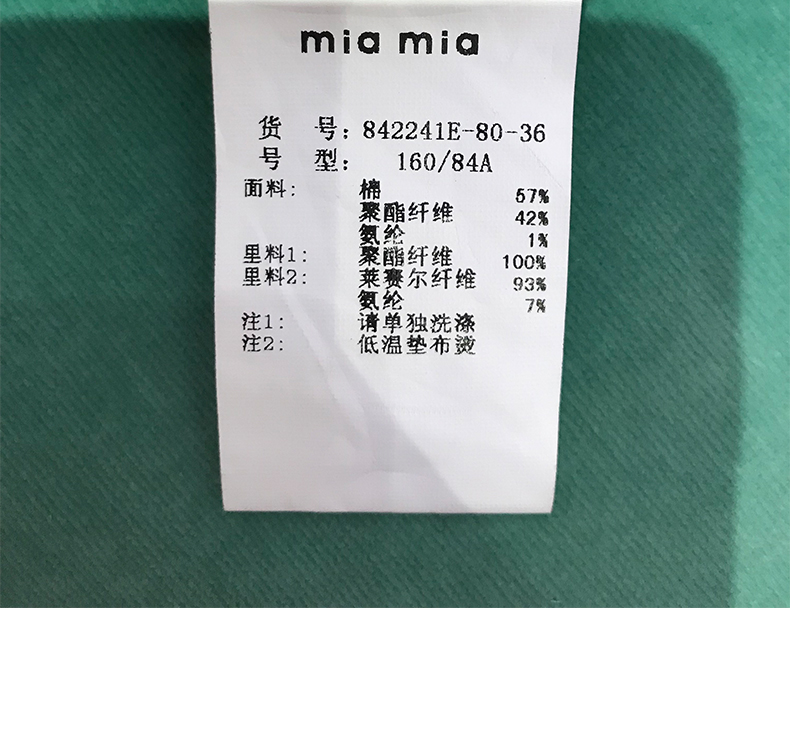 mia mia
货 号: 842241E-80-36
号 型: 160/84A
面料: 棉 57%
聚酯纤维 42%
氨纶 1%
里料1: 聚酯纤维 100%
里料2: 莱赛尔纤维 93%
氨纶 7%
注1: 请单独洗涤
注2: 低温垫布烫